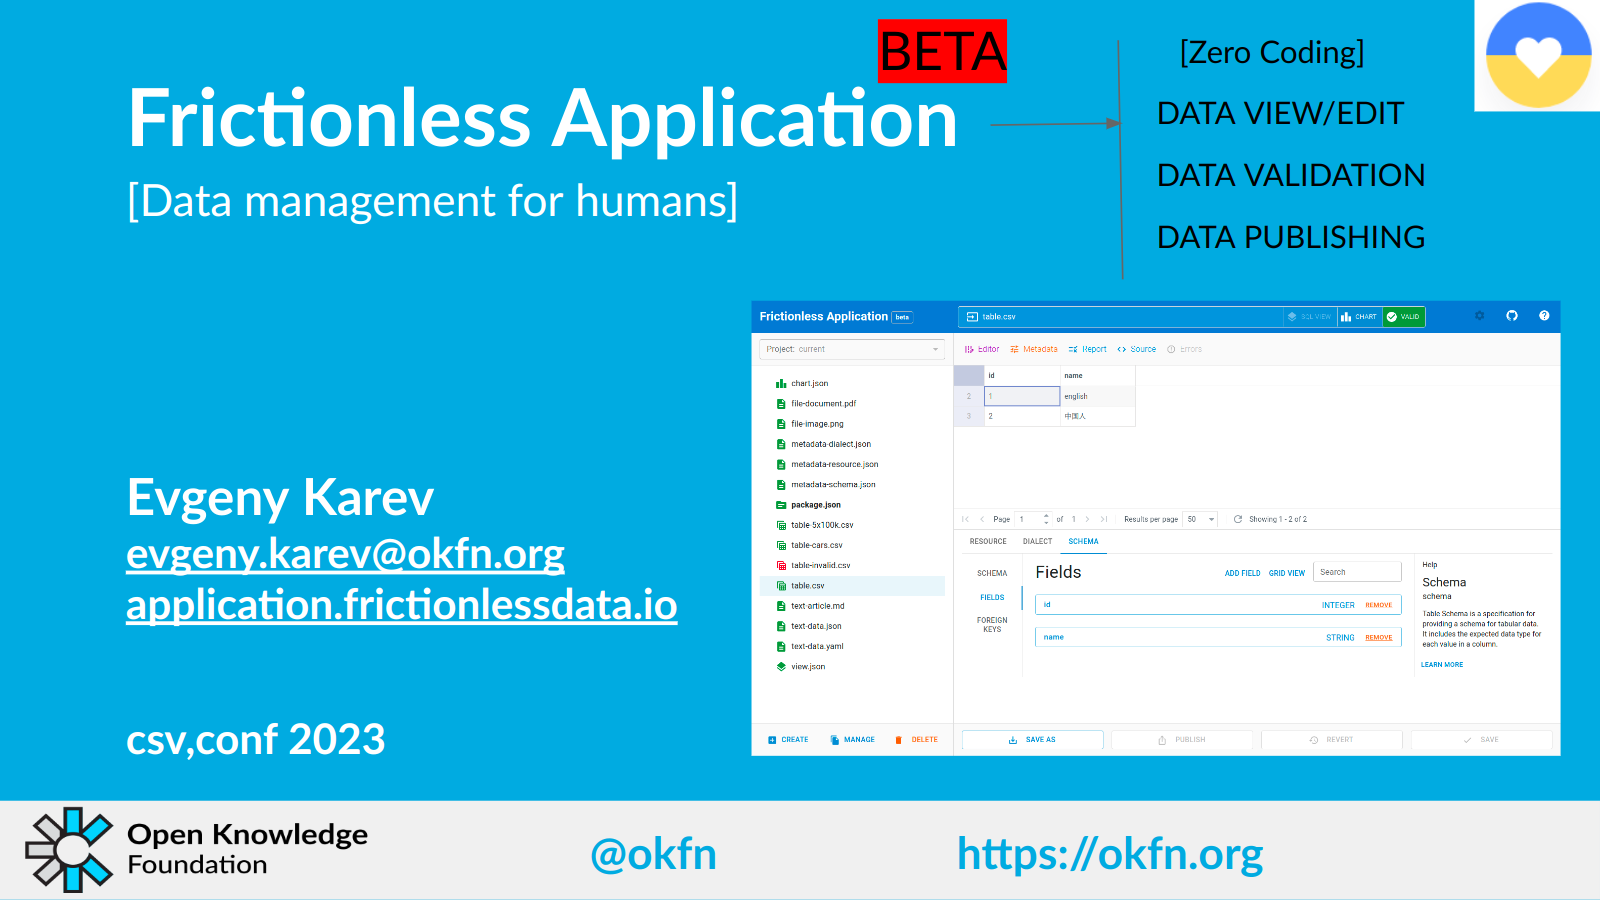 BETA
Frictionless Application
[Data management for humans]
[Zero Coding]
DATA VIEW/EDIT
DATA VALIDATION
DATA PUBLISHING
Evgeny Karev
evgeny.karev@okfn.org
application.frictionlessdata.io
csv,conf 2023
Frictionless Application beta
table.csv
SQL VIEW
CHART
VALID
Project: current
chart.json
file-document.pdf
file-image.png
metadata-dialect.json
metadata-resource.json
metadata-schema.json
package.json
table-5x100k.csv
table-cars.csv
table-invalid.csv
table.csv
text-article.md
text-data.json
text-data.yaml
view.json
CREATE MANAGE DELETE
Editor Metadata Report Source Errors
id name
2 1 english
3 2 中国人
Page 1 of 1 Results per page 50 Showing 1 - 2 of 2
RESOURCE DIALECT SCHEMA
SCHEMA
FIELDS
FOREIGN
KEYS
Fields
ADD FIELD GRID VIEW Search
id INTEGER REMOVE
name STRING REMOVE
Help
Schema
schema
Table Schema is a specification for
providing a schema for tabular data.
It includes the expected data type for
each value in a column.
LEARN MORE
SAVE AS PUBLISH REVERT SAVE
Open Knowledge
Foundation
@okfn
https://okfn.org